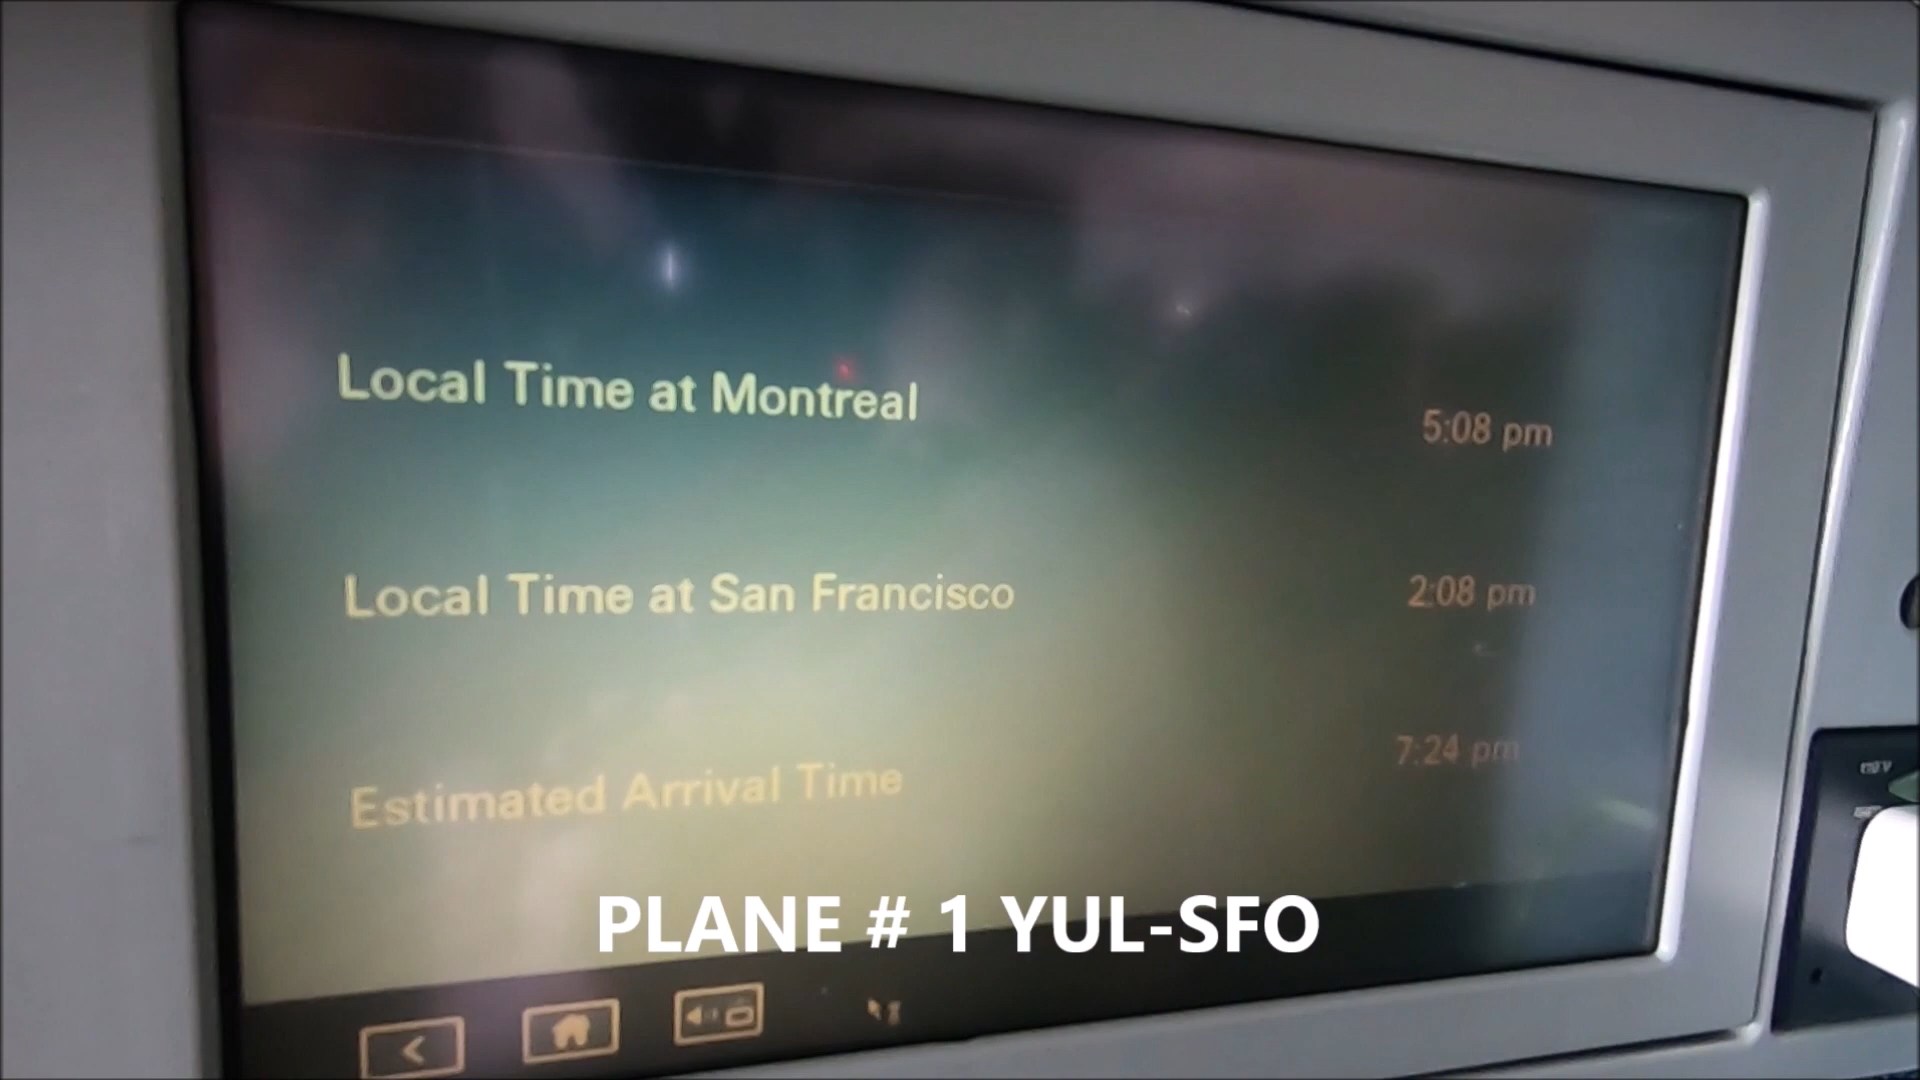 Local Time at Montreal 5:08 pm
Local Time at San Francisco 2:08 pm
Estimated Arrival Time 7:24 pm
PLANE # 1 YUL-SFO
110 V